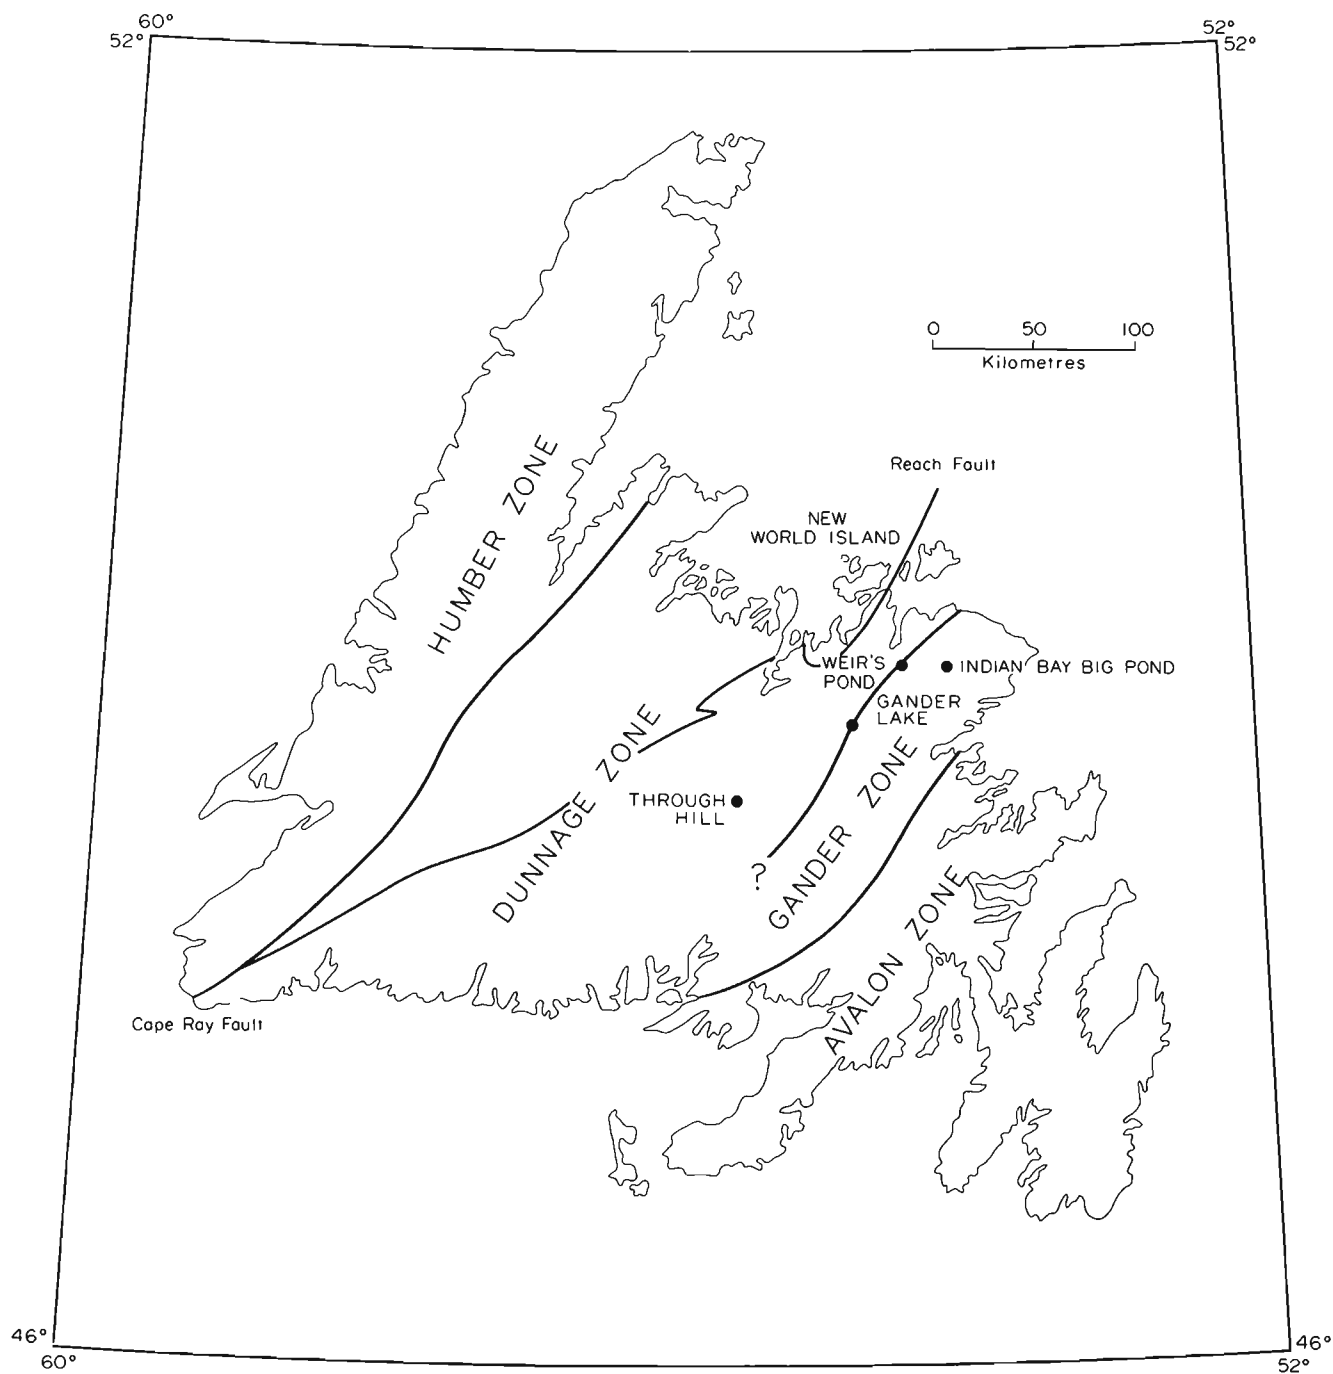 60°
52°
52°
52°
0 50 100
Kilometres
HUMBER ZONE
Reach Fault
NEW
WORLD ISLAND
WEIR'S
POND
INDIAN BAY BIG POND
GANDER
LAKE
DUNNAGE ZONE
THROUGH
HILL
?
GANDER ZONE
AVALON ZONE
Cape Ray Fault
46°
60°
46°
52°